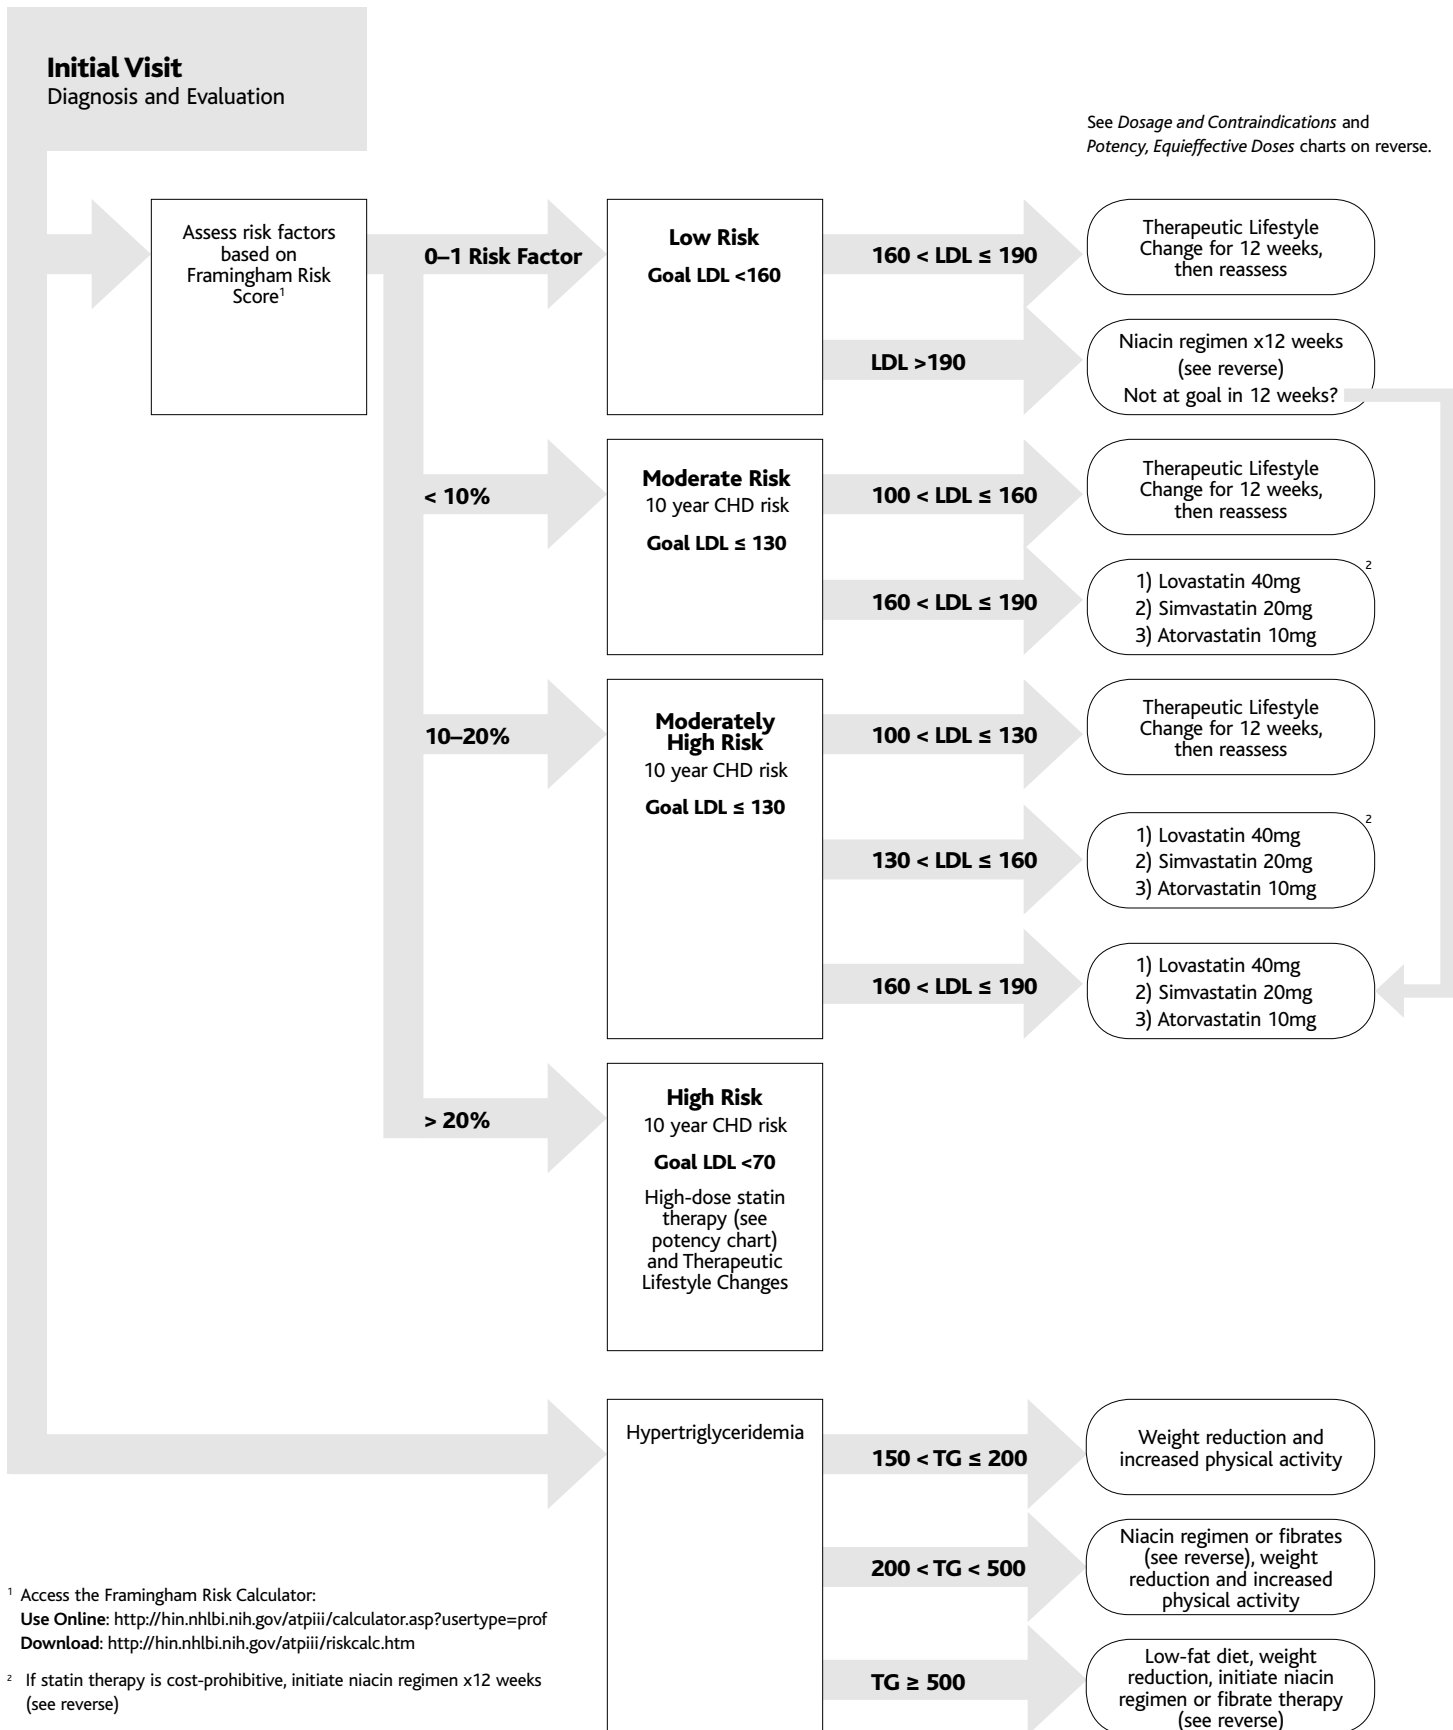 Initial Visit
Diagnosis and Evaluation
See Dosage and Contraindications and
Potency, Equieffective Doses charts on reverse.
Assess risk factors
based on
Framingham Risk
Score¹
0–1 Risk Factor
Low Risk
Goal LDL <160
160 < LDL ≤ 190
Therapeutic Lifestyle
Change for 12 weeks,
then reassess
LDL >190
Niacin regimen x12 weeks
(see reverse)
Not at goal in 12 weeks?
< 10%
Moderate Risk
10 year CHD risk
Goal LDL ≤ 130
100 < LDL ≤ 160
Therapeutic Lifestyle
Change for 12 weeks,
then reassess
160 < LDL ≤ 190
2
1) Lovastatin 40mg
2) Simvastatin 20mg
3) Atorvastatin 10mg
10–20%
Moderately
High Risk
10 year CHD risk
Goal LDL ≤ 130
100 < LDL ≤ 130
Therapeutic Lifestyle
Change for 12 weeks,
then reassess
130 < LDL ≤ 160
2
1) Lovastatin 40mg
2) Simvastatin 20mg
3) Atorvastatin 10mg
160 < LDL ≤ 190
1) Lovastatin 40mg
2) Simvastatin 20mg
3) Atorvastatin 10mg
> 20%
High Risk
10 year CHD risk
Goal LDL <70
High-dose statin
therapy (see
potency chart)
and Therapeutic
Lifestyle Changes
Hypertriglyceridemia
150 < TG ≤ 200
Weight reduction and
increased physical activity
200 < TG < 500
Niacin regimen or fibrates
(see reverse), weight
reduction and increased
physical activity
TG ≥ 500
Low-fat diet, weight
reduction, initiate niacin
regimen or fibrate therapy
(see reverse)
¹ Access the Framingham Risk Calculator:
Use Online: http://hin.nhlbi.nih.gov/atpiii/calculator.asp?usertype=prof
Download: http://hin.nhlbi.nih.gov/atpiii/riskcalc.htm
² If statin therapy is cost-prohibitive, initiate niacin regimen x12 weeks
(see reverse)